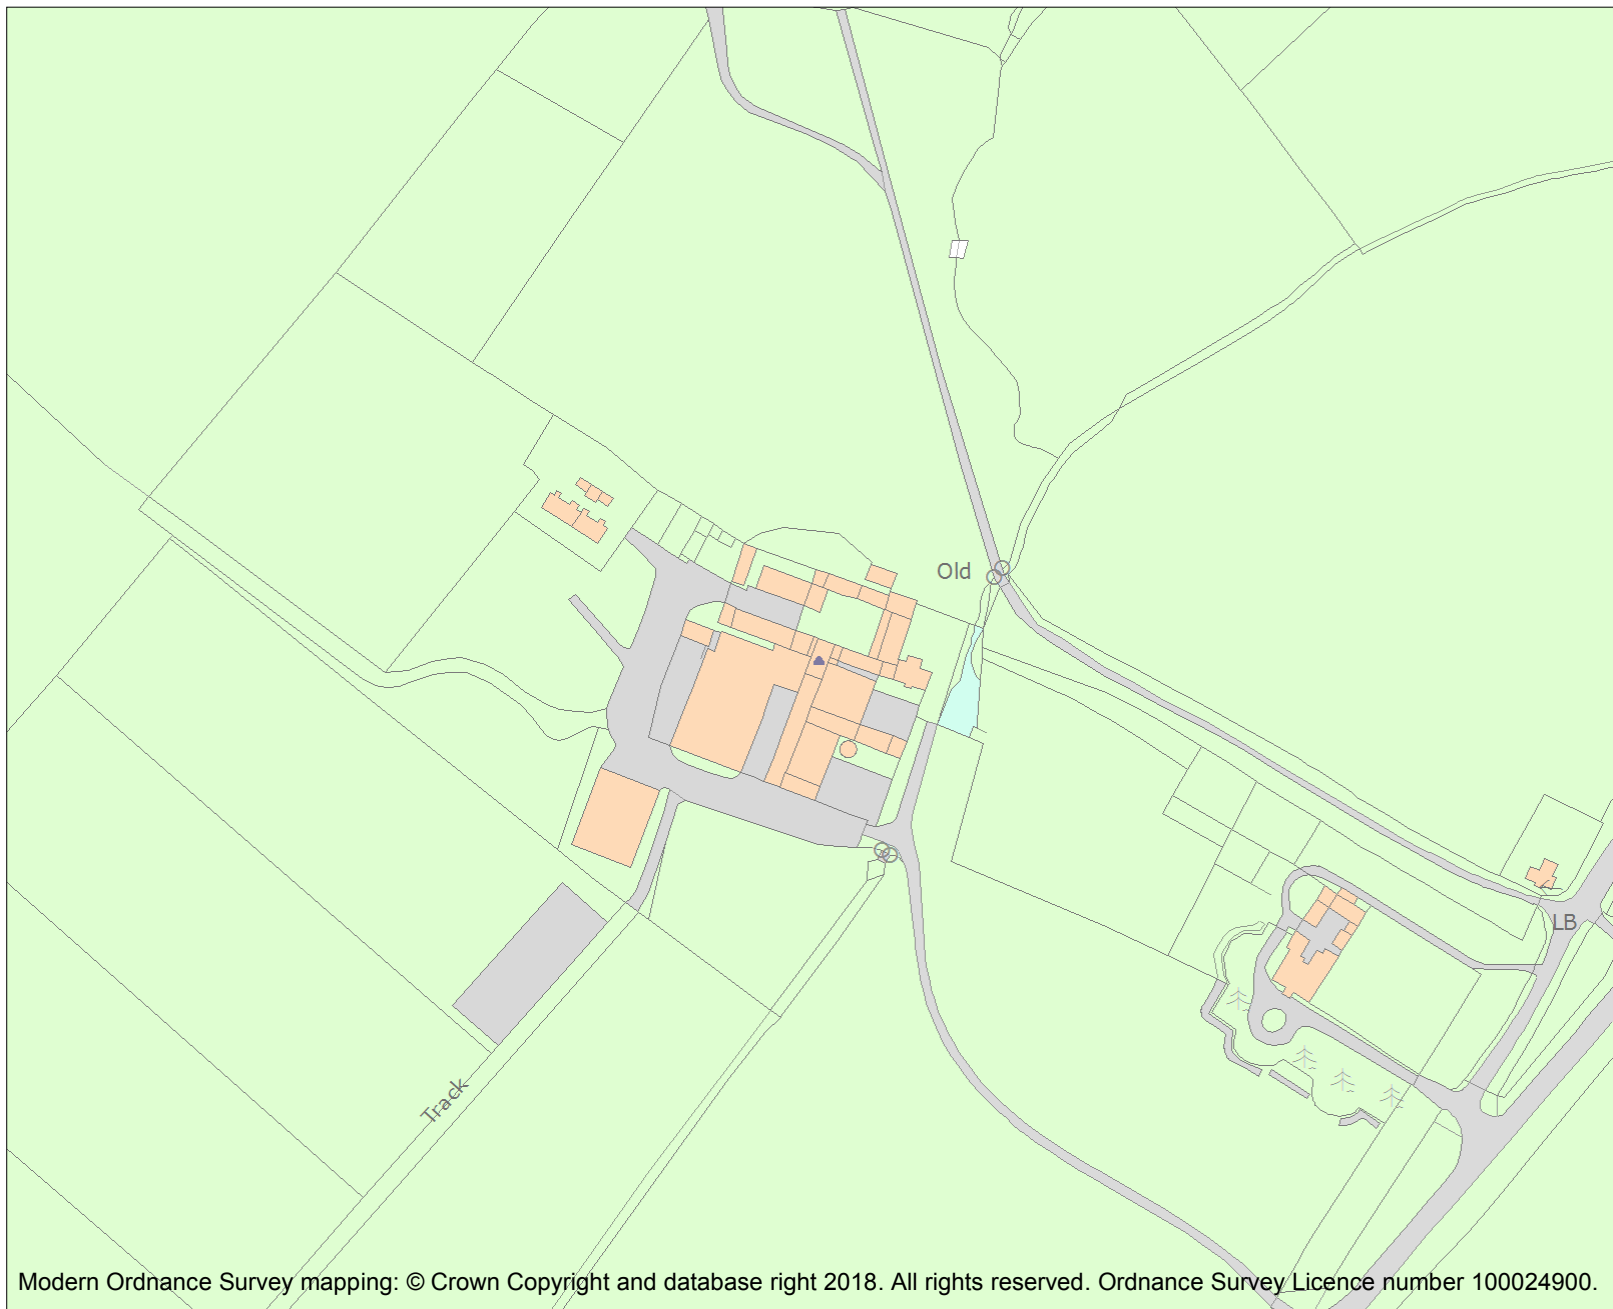 Old
LB
Track
Modern Ordnance Survey mapping: © Crown Copyright and database right 2018. All rights reserved. Ordnance Survey Licence number 100024900.